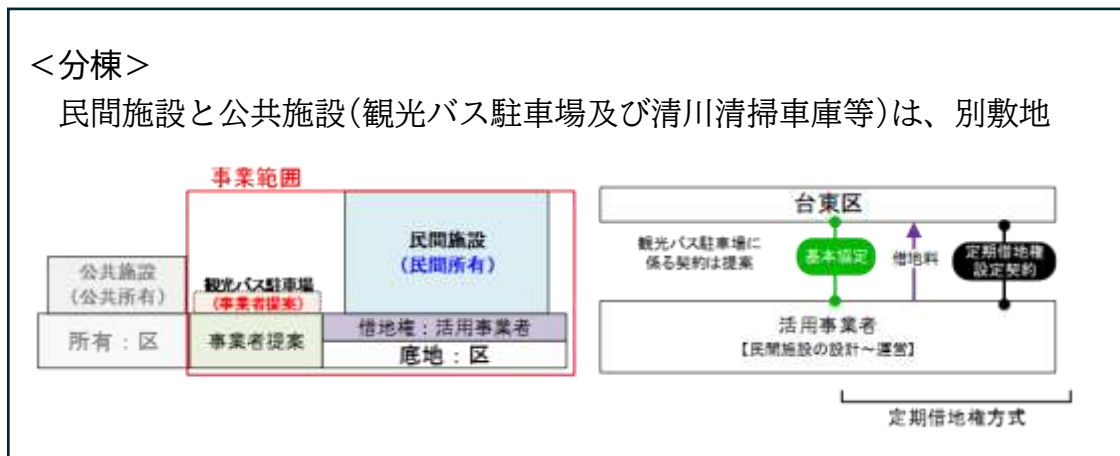 ＜分棟＞
民間施設と公共施設(観光バス駐車場及び清川清掃車庫等)は、別敷地
事業範囲
公共施設
(公共所有)
観光バス駐車場
(事業者提案)
民間施設
(民間所有)
所有：区
事業者提案
借地権：活用事業者
底地：区
台東区
観光バス駐車場に
係る契約は提案
基本協定
借地料
定期借地権
設定契約
活用事業者
【民間施設の設計～運営】
定期借地権方式